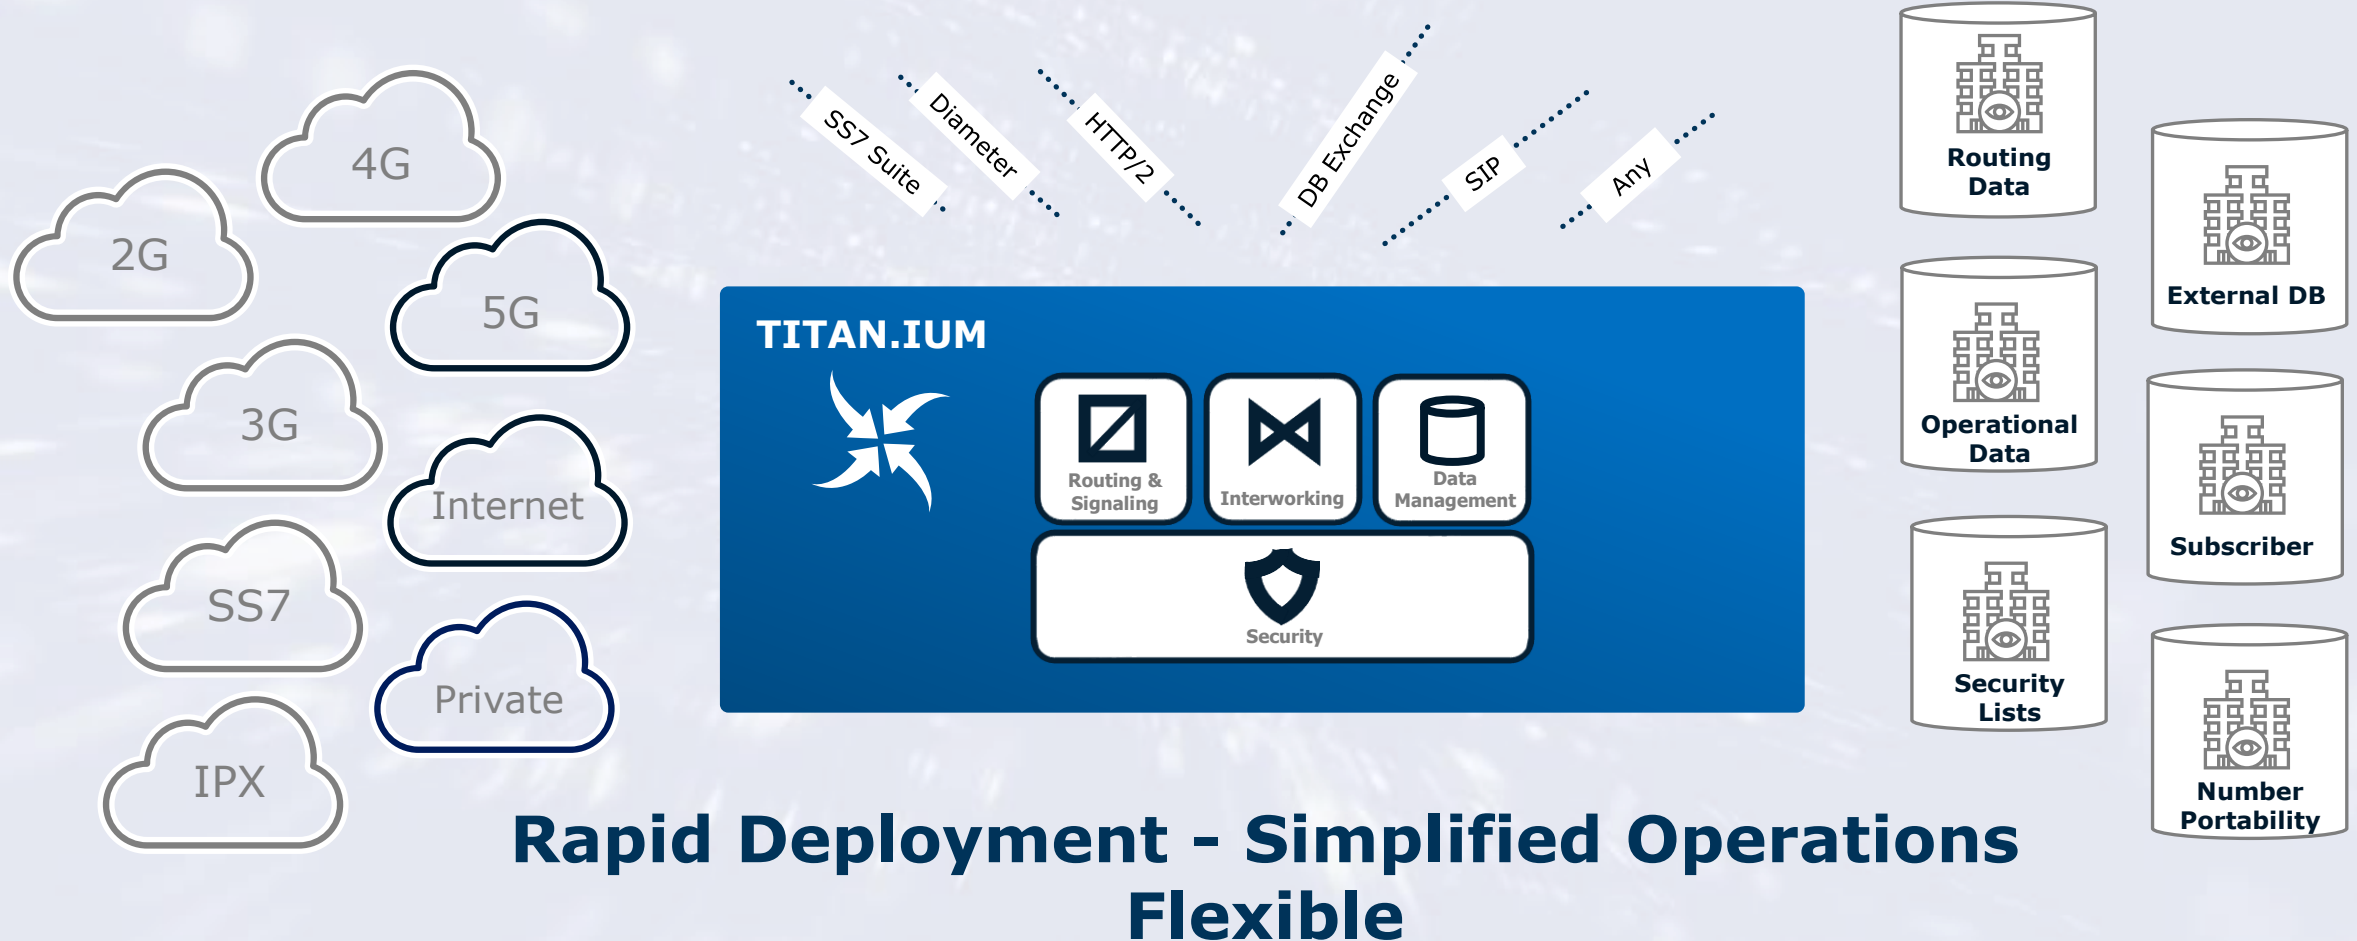 4G
2G
5G
3G
Internet
SS7
Private
IPX
SS7 Suite
Diameter
HTTP/2
DB Exchange
SIP
Any
TITAN.IUM
Routing &
Signaling
Interworking
Data
Management
Security
Routing
Data
External DB
Operational
Data
Subscriber
Security
Lists
Number
Portability
Rapid Deployment - Simplified Operations
Flexible